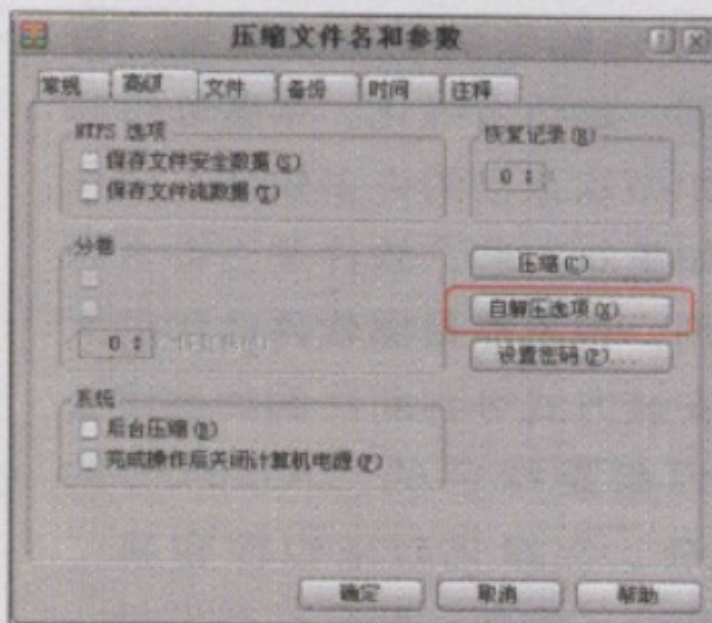 压缩文件名和参数
常规 高级 文件 备份 时间 注释
NTFS 选项
保存文件安全数据(S)
保存文件流数据(T)
恢复记录(R)
0
分卷
压缩(C)
自解压选项(X)...
0
设置密码(P)...
系统
后台压缩(B)
完成操作后关闭计算机电源(F)
确定 取消 帮助